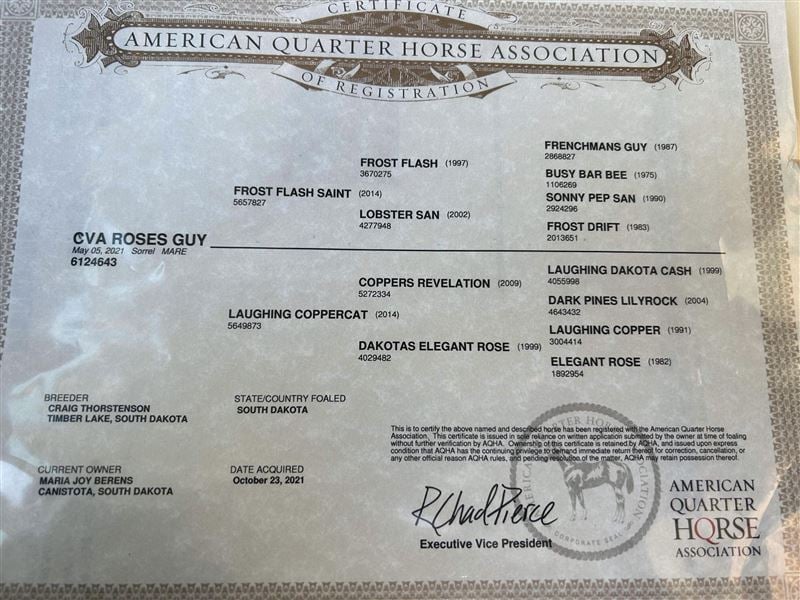 CERTIFICATE
AMERICAN QUARTER HORSE ASSOCIATION
OF REGISTRATION
FRENCHMANS GUY (1987)
2868827
FROST FLASH (1997)
3670275
BUSY BAR BEE (1975)
1106269
FROST FLASH SAINT (2014)
5657827
SONNY PEP SAN (1990)
2924296
LOBSTER SAN (2002)
4277948
FROST DRIFT (1983)
2013651
CVA ROSES GUY
May 05, 2021 Sorrel MARE
6124643
LAUGHING DAKOTA CASH (1999)
4055998
COPPERS REVELATION (2009)
5272334
DARK PINES LILYROCK (2004)
4643432
LAUGHING COPPERCAT (2014)
5649873
LAUGHING COPPER (1991)
3004414
DAKOTAS ELEGANT ROSE (1999)
4029482
ELEGANT ROSE (1982)
1892954
BREEDER
CRAIG THORSTENSON
TIMBER LAKE, SOUTH DAKOTA
STATE/COUNTRY FOALED
SOUTH DAKOTA
This is to certify the above named and described horse has been registered with the American Quarter Horse
Association. This certificate is issued in sole reliance on written application submitted by the owner at time of foaling
without further verification by AQHA. Ownership of this certificate is retained by AQHA, and issued upon express
condition that AQHA has the continuing privilege to demand immediate return thereof for correction, cancellation, or
any other official reason AQHA rules, and pending resolution of the matter, AQHA may retain possession thereof.
CURRENT OWNER
MARIA JOY BERENS
CANISTOTA, SOUTH DAKOTA
DATE ACQUIRED
October 23, 2021
R Chad Pierce
Executive Vice President
CORPORATE SEAL
AMERICAN
QUARTER
HORSE
ASSOCIATION